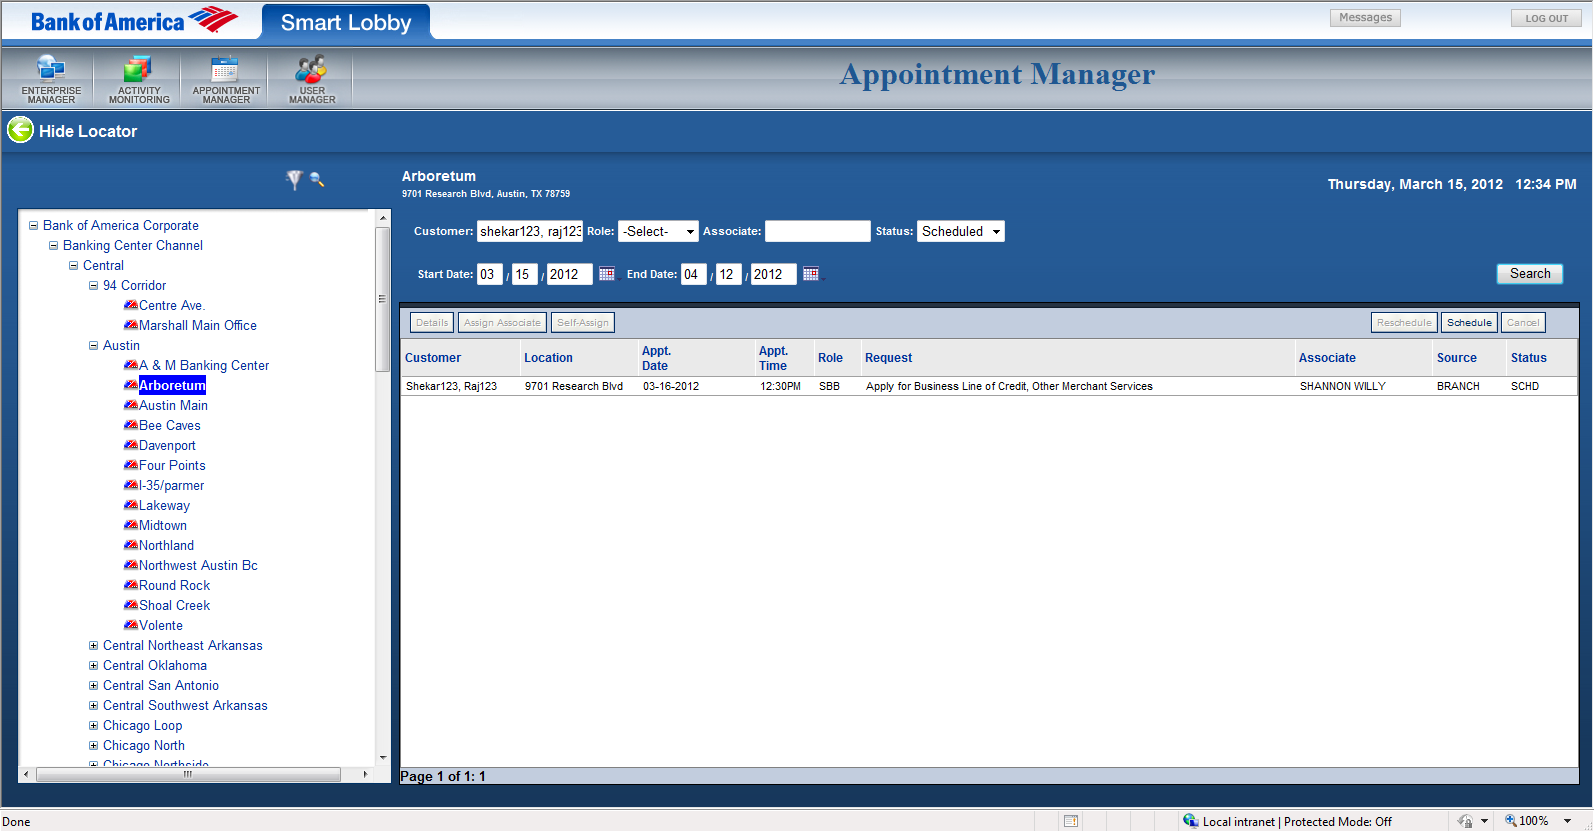 Bank of America Smart Lobby Messages LOG OUT
ENTERPRISE MANAGER ACTIVITY MONITORING APPOINTMENT MANAGER USER MANAGER Appointment Manager
Hide Locator
Arboretum
9701 Research Blvd, Austin, TX 78759
Thursday, March 15, 2012 12:34 PM
Bank of America Corporate
Banking Center Channel
Central
94 Corridor
Centre Ave.
Marshall Main Office
Austin
A & M Banking Center
Arboretum
Austin Main
Bee Caves
Davenport
Four Points
I-35/parmer
Lakeway
Midtown
Northland
Northwest Austin Bc
Round Rock
Shoal Creek
Volente
Central Northeast Arkansas
Central Oklahoma
Central San Antonio
Central Southwest Arkansas
Chicago Loop
Chicago North
Chicago Northside
Customer: shekar123, raj123 Role: -Select- Associate: Status: Scheduled
Start Date: 03 / 15 / 2012 End Date: 04 / 12 / 2012 Search
Details Assign Associate Self-Assign Reschedule Schedule Cancel
Customer Location Appt. Date Appt. Time Role Request Associate Source Status
Shekar123, Raj123 9701 Research Blvd 03-16-2012 12:30PM SBB Apply for Business Line of Credit, Other Merchant Services SHANNON WILLY BRANCH SCHD
Page 1 of 1: 1
Done Local intranet | Protected Mode: Off 100%